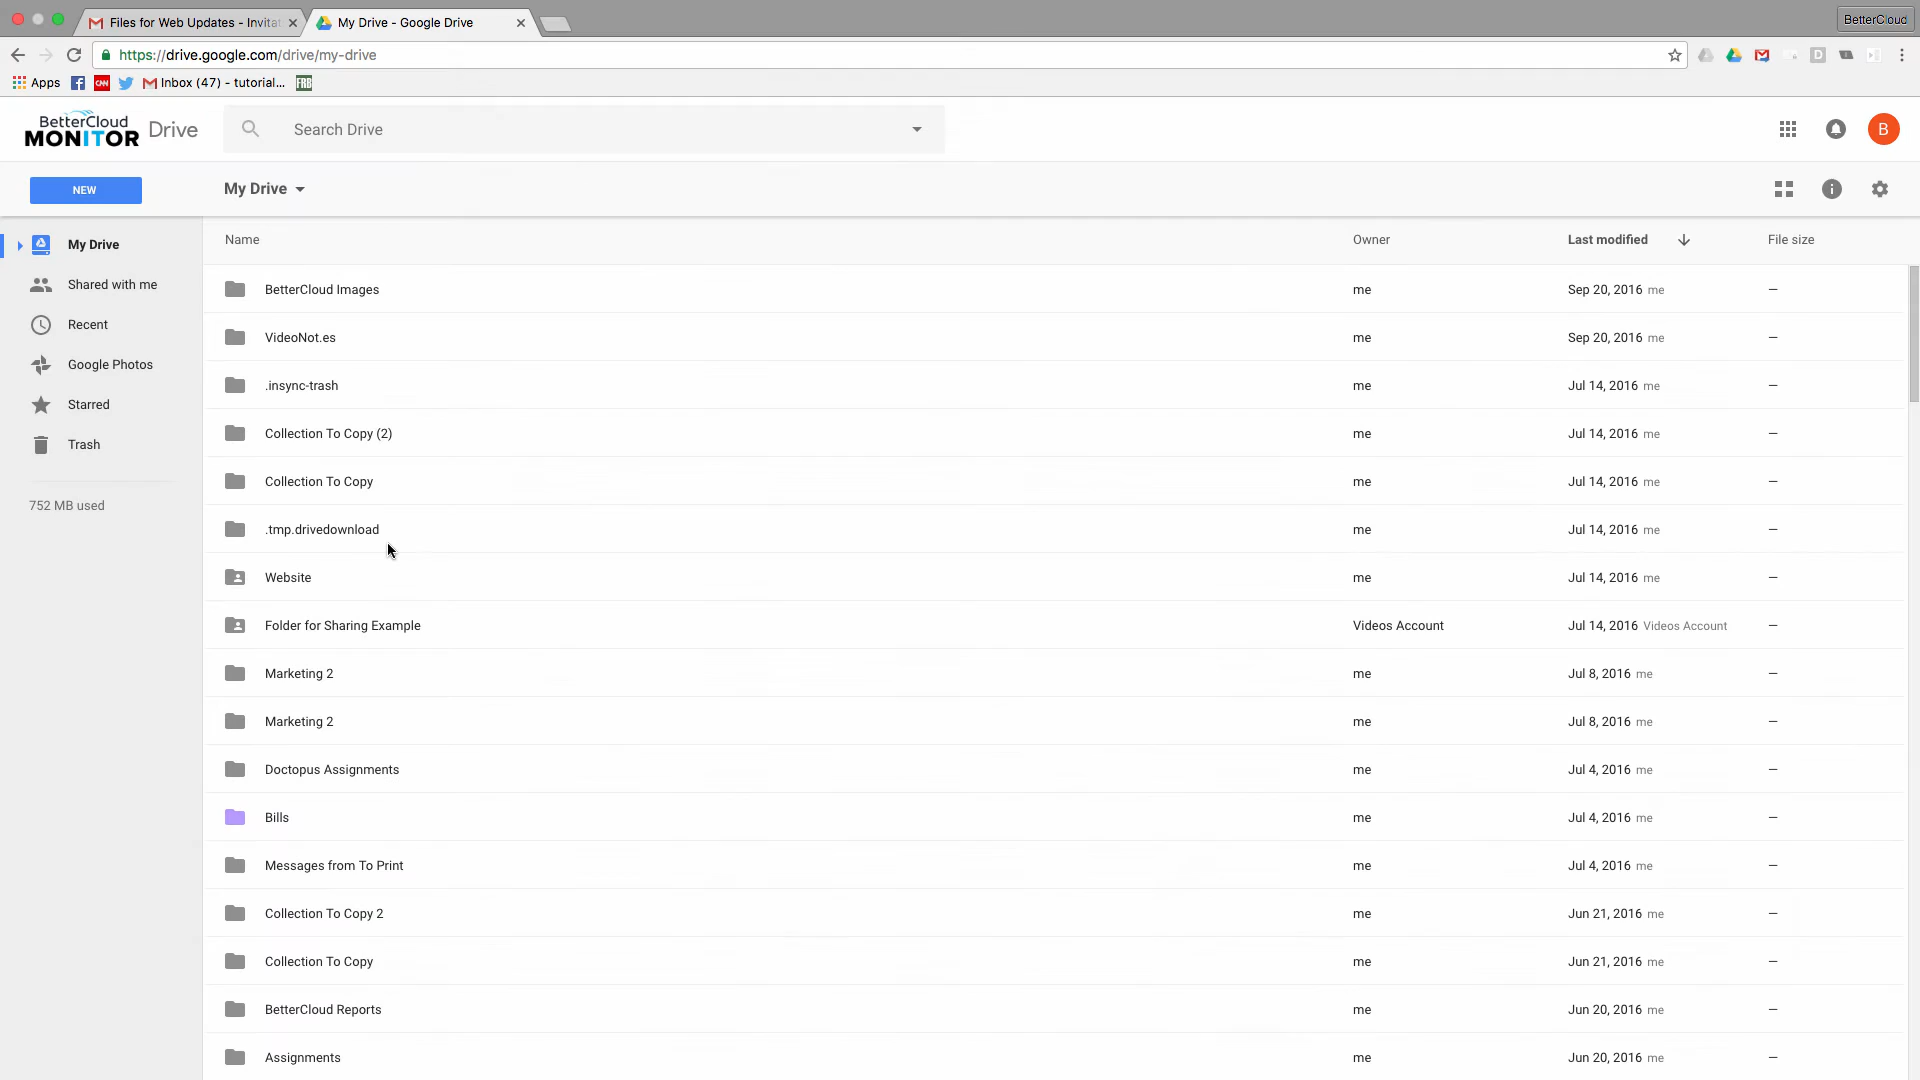 Files for Web Updates - Invitat
My Drive - Google Drive
BetterCloud
https://drive.google.com/drive/my-drive
Apps
CNN
Inbox (47) - tutorial...
FRB
BetterCloud
MONITOR
Drive
Search Drive
B
NEW
My Drive
My Drive
Shared with me
Recent
Google Photos
Starred
Trash
752 MB used
Name Owner Last modified File size
BetterCloud Images me Sep 20, 2016 me —
VideoNot.es me Sep 20, 2016 me —
.insync-trash me Jul 14, 2016 me —
Collection To Copy (2) me Jul 14, 2016 me —
Collection To Copy me Jul 14, 2016 me —
.tmp.drivedownload me Jul 14, 2016 me —
Website me Jul 14, 2016 me —
Folder for Sharing Example Videos Account Jul 14, 2016 Videos Account —
Marketing 2 me Jul 8, 2016 me —
Marketing 2 me Jul 8, 2016 me —
Doctopus Assignments me Jul 4, 2016 me —
Bills me Jul 4, 2016 me —
Messages from To Print me Jul 4, 2016 me —
Collection To Copy 2 me Jun 21, 2016 me —
Collection To Copy me Jun 21, 2016 me —
BetterCloud Reports me Jun 20, 2016 me —
Assignments me Jun 20, 2016 me —